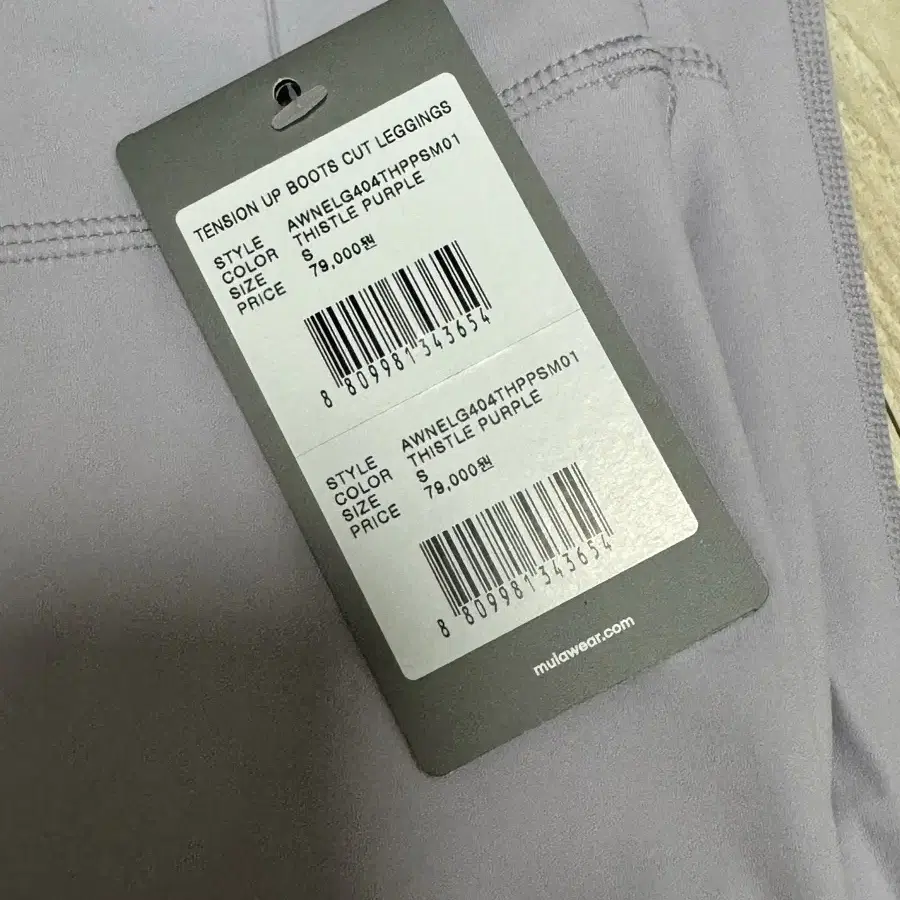 TENSION UP BOOTS CUT LEGGINGS
STYLE AWNELG404THPPSM01
COLOR THISTLE PURPLE
SIZE S
PRICE 79,000원
8 809981 343654
STYLE AWNELG404THPPSM01
COLOR THISTLE PURPLE
SIZE S
PRICE 79,000원
8 809981 343654
mulawear.com